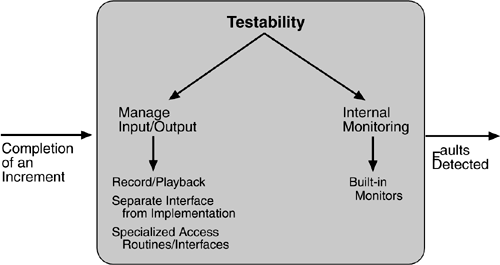 Testability
Manage
Input/Output
Internal
Monitoring
Completion
of an
Increment
Faults
Detected
Record/Playback
Separate Interface
from Implementation
Specialized Access
Routines/Interfaces
Built-in
Monitors